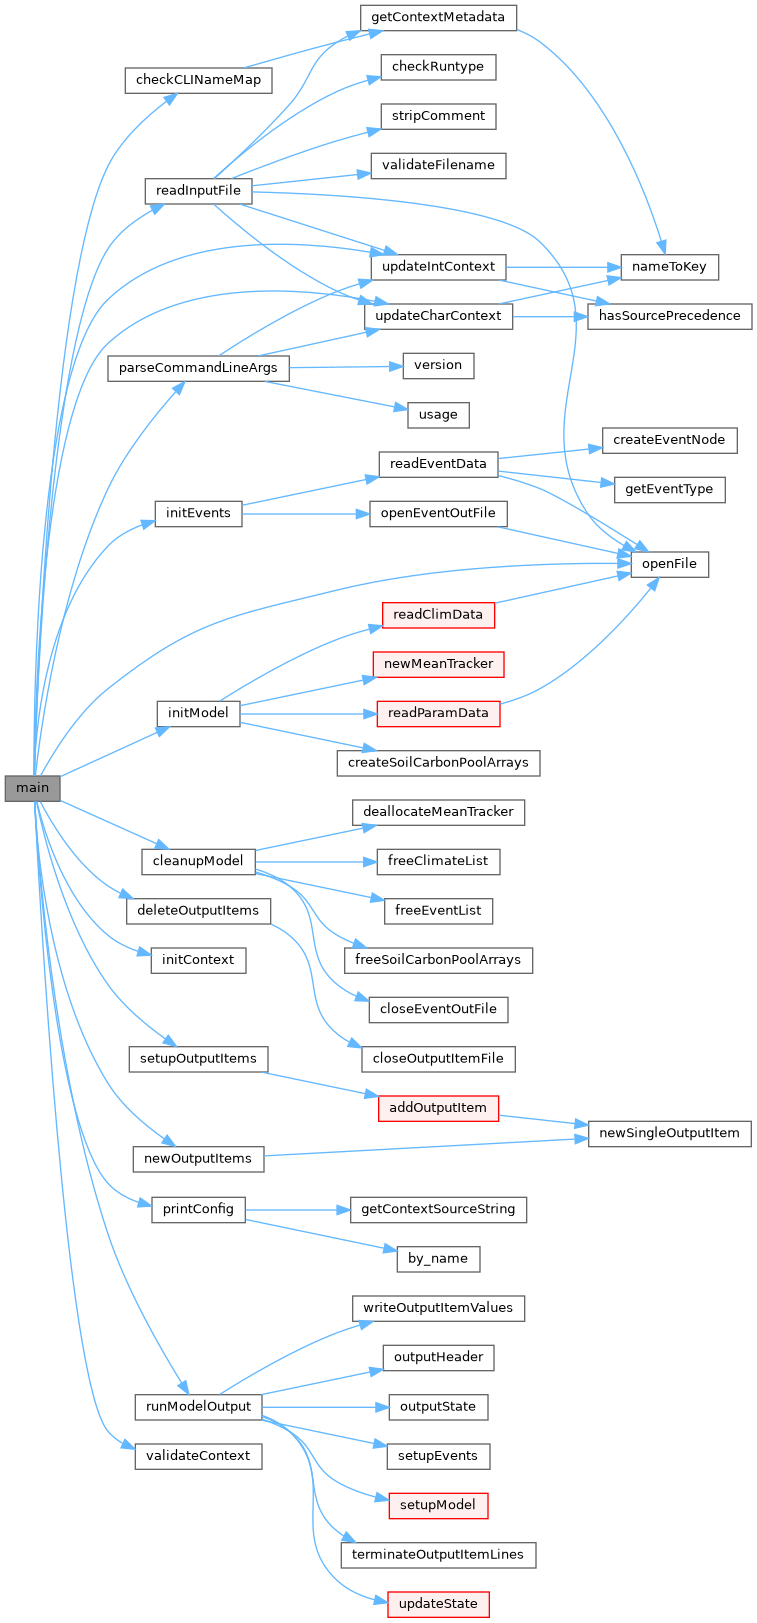 getContextMetadata
checkRuntype
checkCLINameMap
stripComment
validateFilename
readInputFile
updateIntContext
nameToKey
updateCharContext
hasSourcePrecedence
parseCommandLineArgs
version
usage
createEventNode
readEventData
getEventType
initEvents
openEventOutFile
openFile
readClimData
newMeanTracker
initModel
readParamData
createSoilCarbonPoolArrays
main
deallocateMeanTracker
cleanupModel
freeClimateList
deleteOutputItems
freeEventList
initContext
freeSoilCarbonPoolArrays
closeEventOutFile
setupOutputItems
closeOutputItemFile
addOutputItem
newSingleOutputItem
newOutputItems
printConfig
getContextSourceString
by_name
writeOutputItemValues
outputHeader
runModelOutput
outputState
validateContext
setupEvents
setupModel
terminateOutputItemLines
updateState